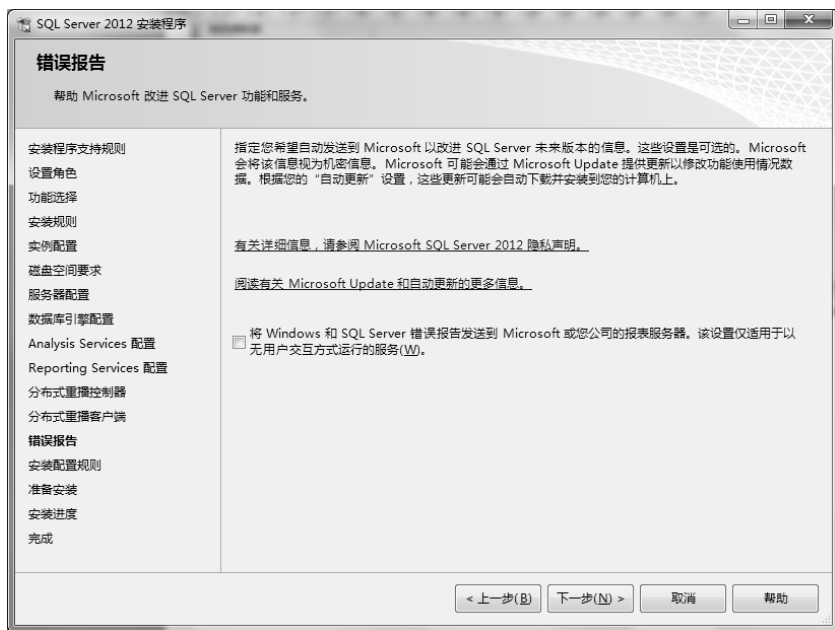 SQL Server 2012 安装程序
错误报告
帮助 Microsoft 改进 SQL Server 功能和服务。
安装程序支持规则
设置角色
功能选择
安装规则
实例配置
磁盘空间要求
服务器配置
数据库引擎配置
Analysis Services 配置
Reporting Services 配置
分布式重播控制器
分布式重播客户端
错误报告
安装配置规则
准备安装
安装进度
完成
指定您希望自动发送到 Microsoft 以改进 SQL Server 未来版本的信息。这些设置是可选的。Microsoft
会将该信息视为机密信息。Microsoft 可能会通过 Microsoft Update 提供更新以修改功能使用情况数
据。根据您的“自动更新”设置，这些更新可能会自动下载并安装到您的计算机上。
有关详细信息，请参阅 Microsoft SQL Server 2012 隐私声明。
阅读有关 Microsoft Update 和自动更新的更多信息。
将 Windows 和 SQL Server 错误报告发送到 Microsoft 或您公司的报表服务器。该设置仅适用于以
无用户交互方式运行的服务(W)。
< 上一步(B)
下一步(N) >
取消
帮助